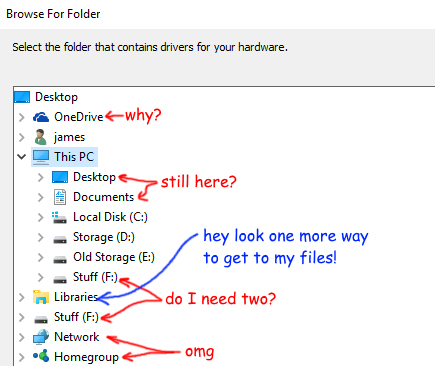 Browse For Folder
Select the folder that contains drivers for your hardware.
Desktop
OneDrive why?
james
This PC
Desktop
still here?
Documents
Local Disk (C:)
Storage (D:)
hey look one more way
Old Storage (E:)
to get to my files!
Stuff (F:)
Libraries
do I need two?
Stuff (F:)
Network
omg
Homegroup